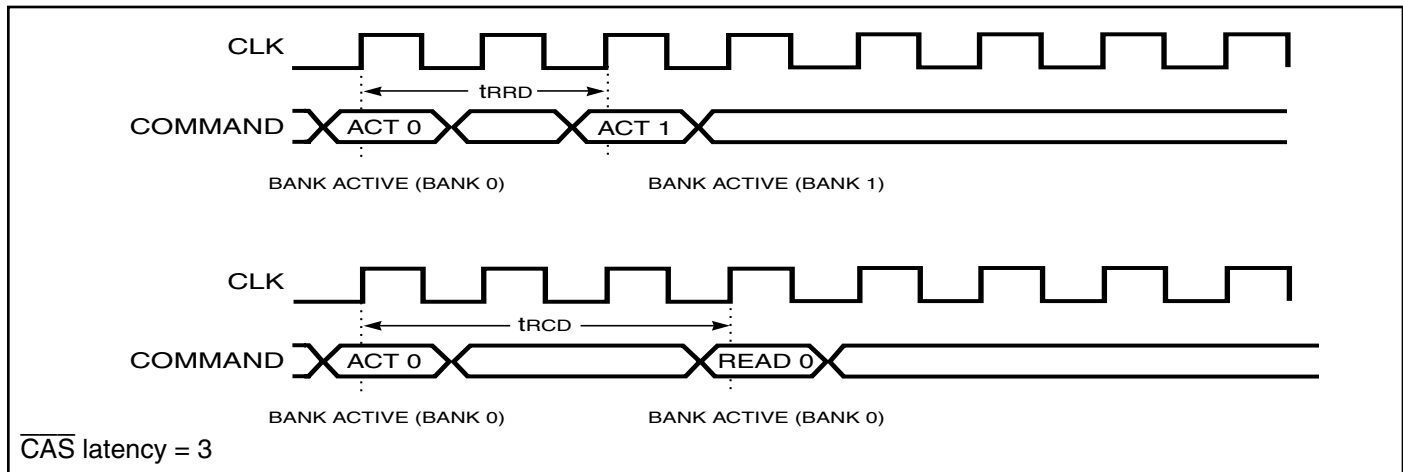 CLK
tRRD
COMMAND ACT 0 ACT 1
BANK ACTIVE (BANK 0) BANK ACTIVE (BANK 1)
CLK
tRCD
COMMAND ACT 0 READ 0
BANK ACTIVE (BANK 0) BANK ACTIVE (BANK 0)
C̅A̅S̅ latency = 3